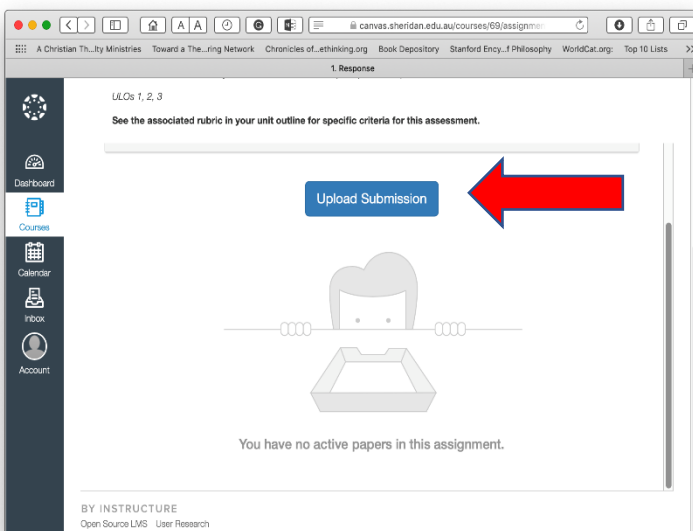 canvas.sheridan.edu.au/courses/69/assignmen
A Christian Th...ity Ministries Toward a The...ring Network Chronicles of...ethinking.org Book Depository Stanford Ency...f Philosophy WorldCat.org: Top 10 Lists >>
1. Response +
ULOs 1, 2, 3
See the associated rubric in your unit outline for specific criteria for this assessment.
Dashboard
Courses
Calendar
Inbox
Account
Upload Submission
You have no active papers in this assignment.
BY INSTRUCTURE
Open Source LMS User Research